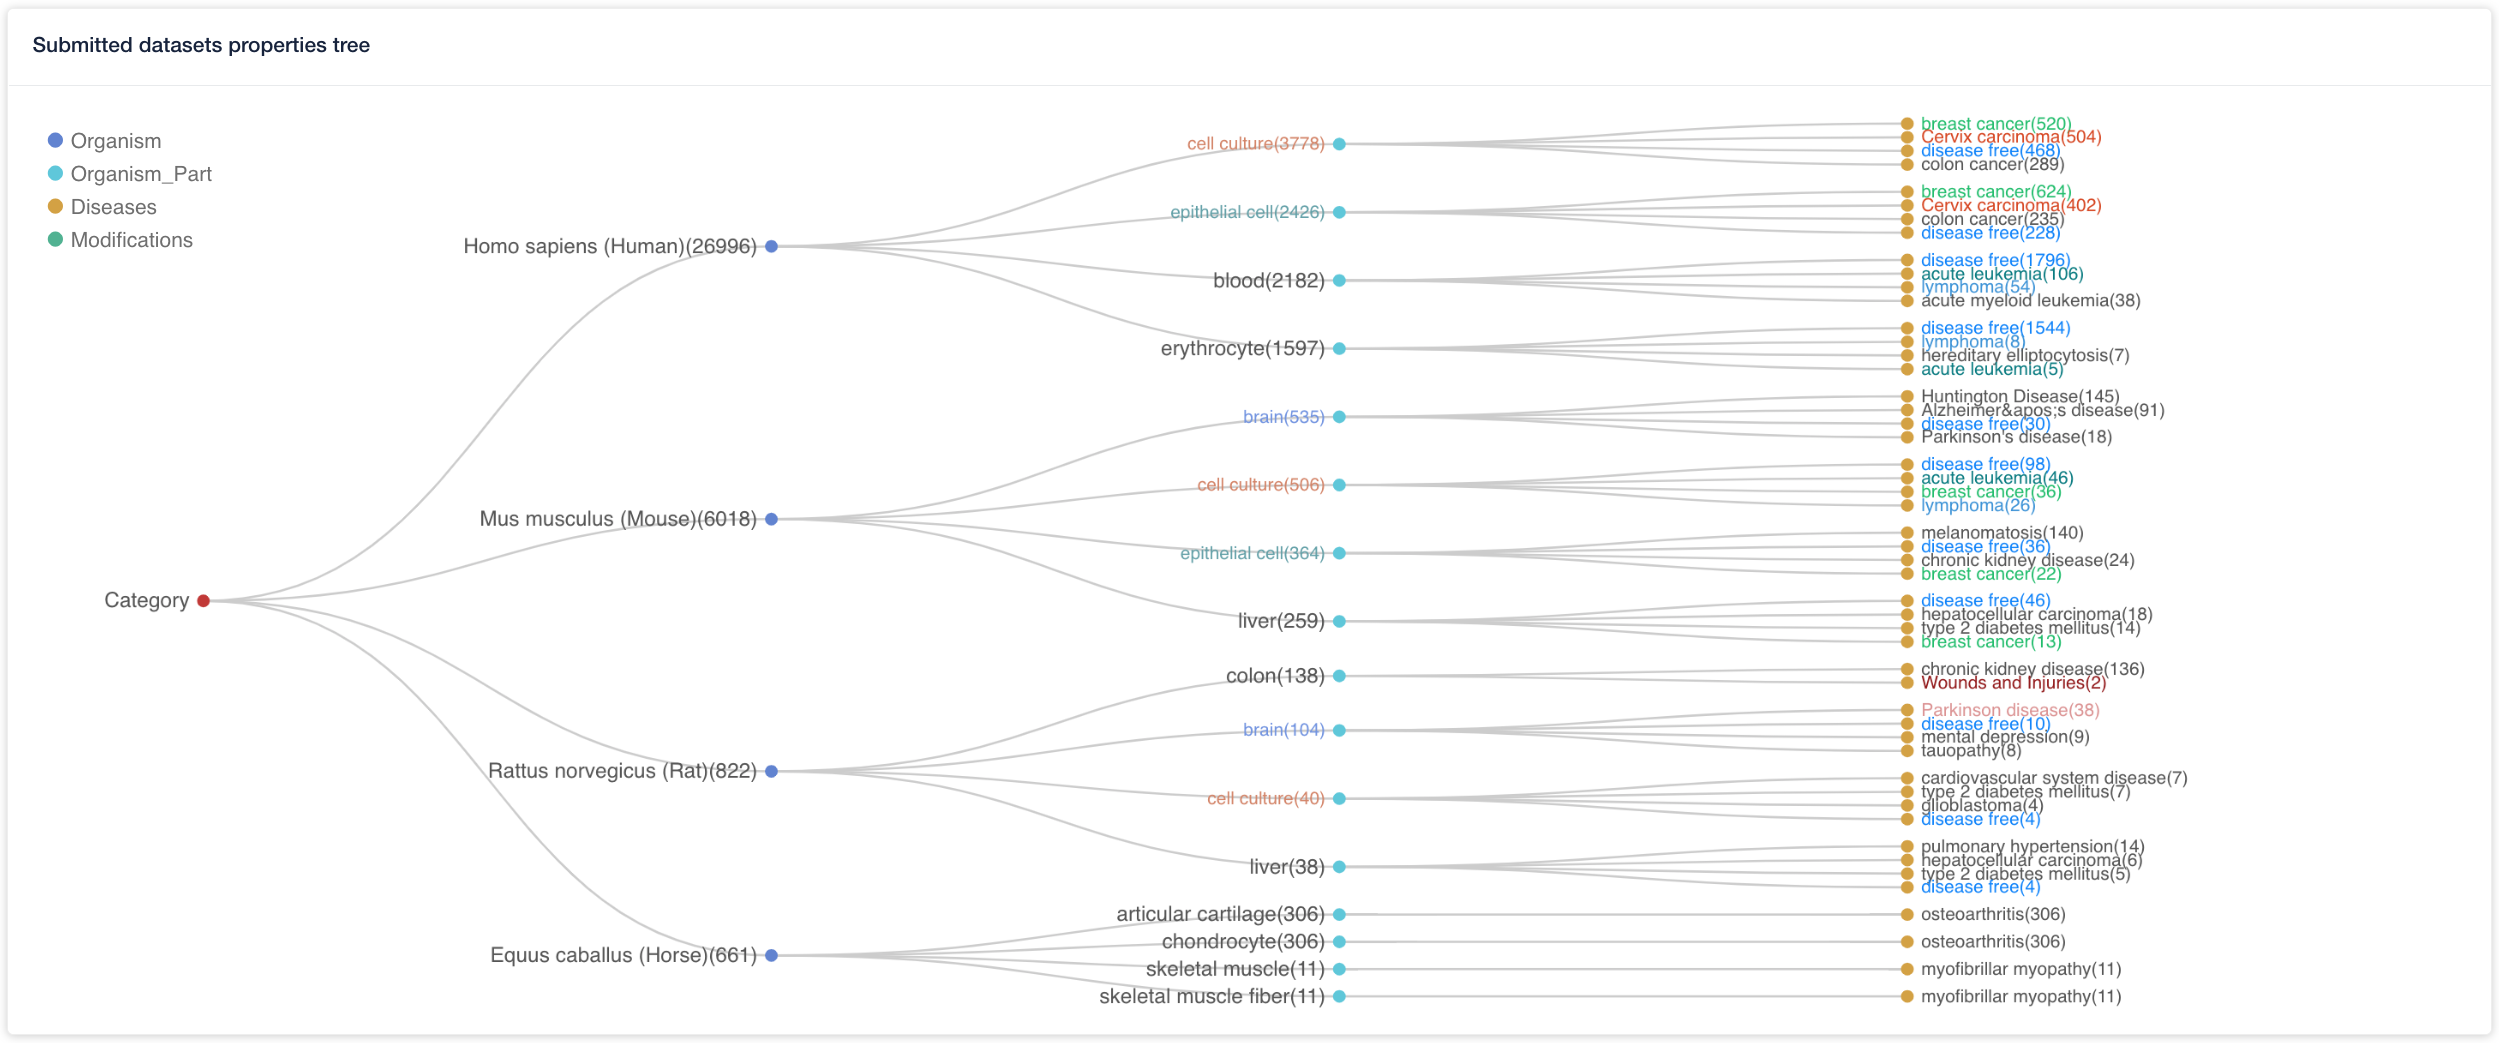 Submitted datasets properties tree
Organism
Organism_Part
Diseases
Modifications
Category
Homo sapiens (Human)(26996)
Mus musculus (Mouse)(6018)
Rattus norvegicus (Rat)(822)
Equus caballus (Horse)(661)
cell culture(3778)
epithelial cell(2426)
blood(2182)
erythrocyte(1597)
brain(535)
cell culture(506)
epithelial cell(364)
liver(259)
colon(138)
brain(104)
cell culture(40)
liver(38)
articular cartilage(306)
chondrocyte(306)
skeletal muscle(11)
skeletal muscle fiber(11)
breast cancer(520)
Cervix carcinoma(504)
disease free(468)
colon cancer(289)
breast cancer(624)
Cervix carcinoma(402)
colon cancer(235)
disease free(228)
disease free(1796)
acute leukemia(106)
lymphoma(54)
acute myeloid leukemia(38)
disease free(1544)
lymphoma(8)
hereditary elliptocytosis(7)
acute leukemia(5)
Huntington Disease(145)
Alzheimer&apos;s disease(91)
disease free(30)
Parkinson's disease(18)
disease free(98)
acute leukemia(46)
breast cancer(36)
lymphoma(26)
melanomatosis(140)
disease free(36)
chronic kidney disease(24)
breast cancer(22)
disease free(46)
hepatocellular carcinoma(18)
type 2 diabetes mellitus(14)
breast cancer(13)
chronic kidney disease(136)
Wounds and Injuries(2)
Parkinson disease(38)
disease free(10)
mental depression(9)
tauopathy(8)
cardiovascular system disease(7)
type 2 diabetes mellitus(7)
glioblastoma(4)
disease free(4)
pulmonary hypertension(14)
hepatocellular carcinoma(6)
type 2 diabetes mellitus(5)
disease free(4)
osteoarthritis(306)
osteoarthritis(306)
myofibrillar myopathy(11)
myofibrillar myopathy(11)